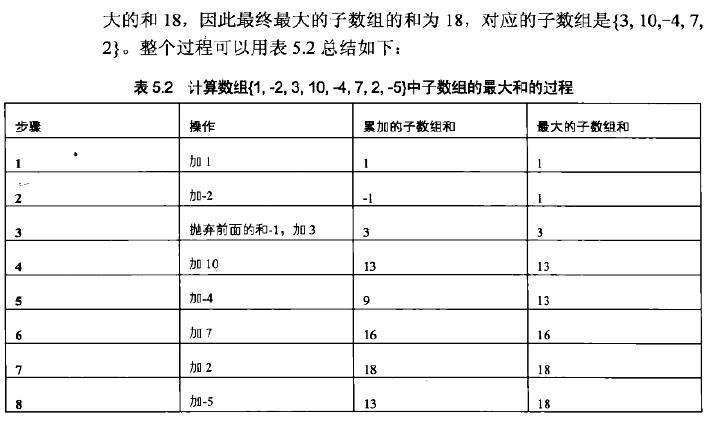 大的和 18，因此最终最大的子数组的和为 18，对应的子数组是{3, 10,-4, 7,
2}。整个过程可以用表 5.2 总结如下：
表 5.2 计算数组{1, -2, 3, 10, -4, 7, 2, -5}中子数组的最大和的过程
步骤 操作 累加的子数组和 最大的子数组和
1 加 1 1 1
2 加-2 -1 1
3 抛弃前面的和-1，加 3 3 3
4 加 10 13 13
5 加-4 9 13
6 加 7 16 16
7 加 2 18 18
8 加-5 13 18